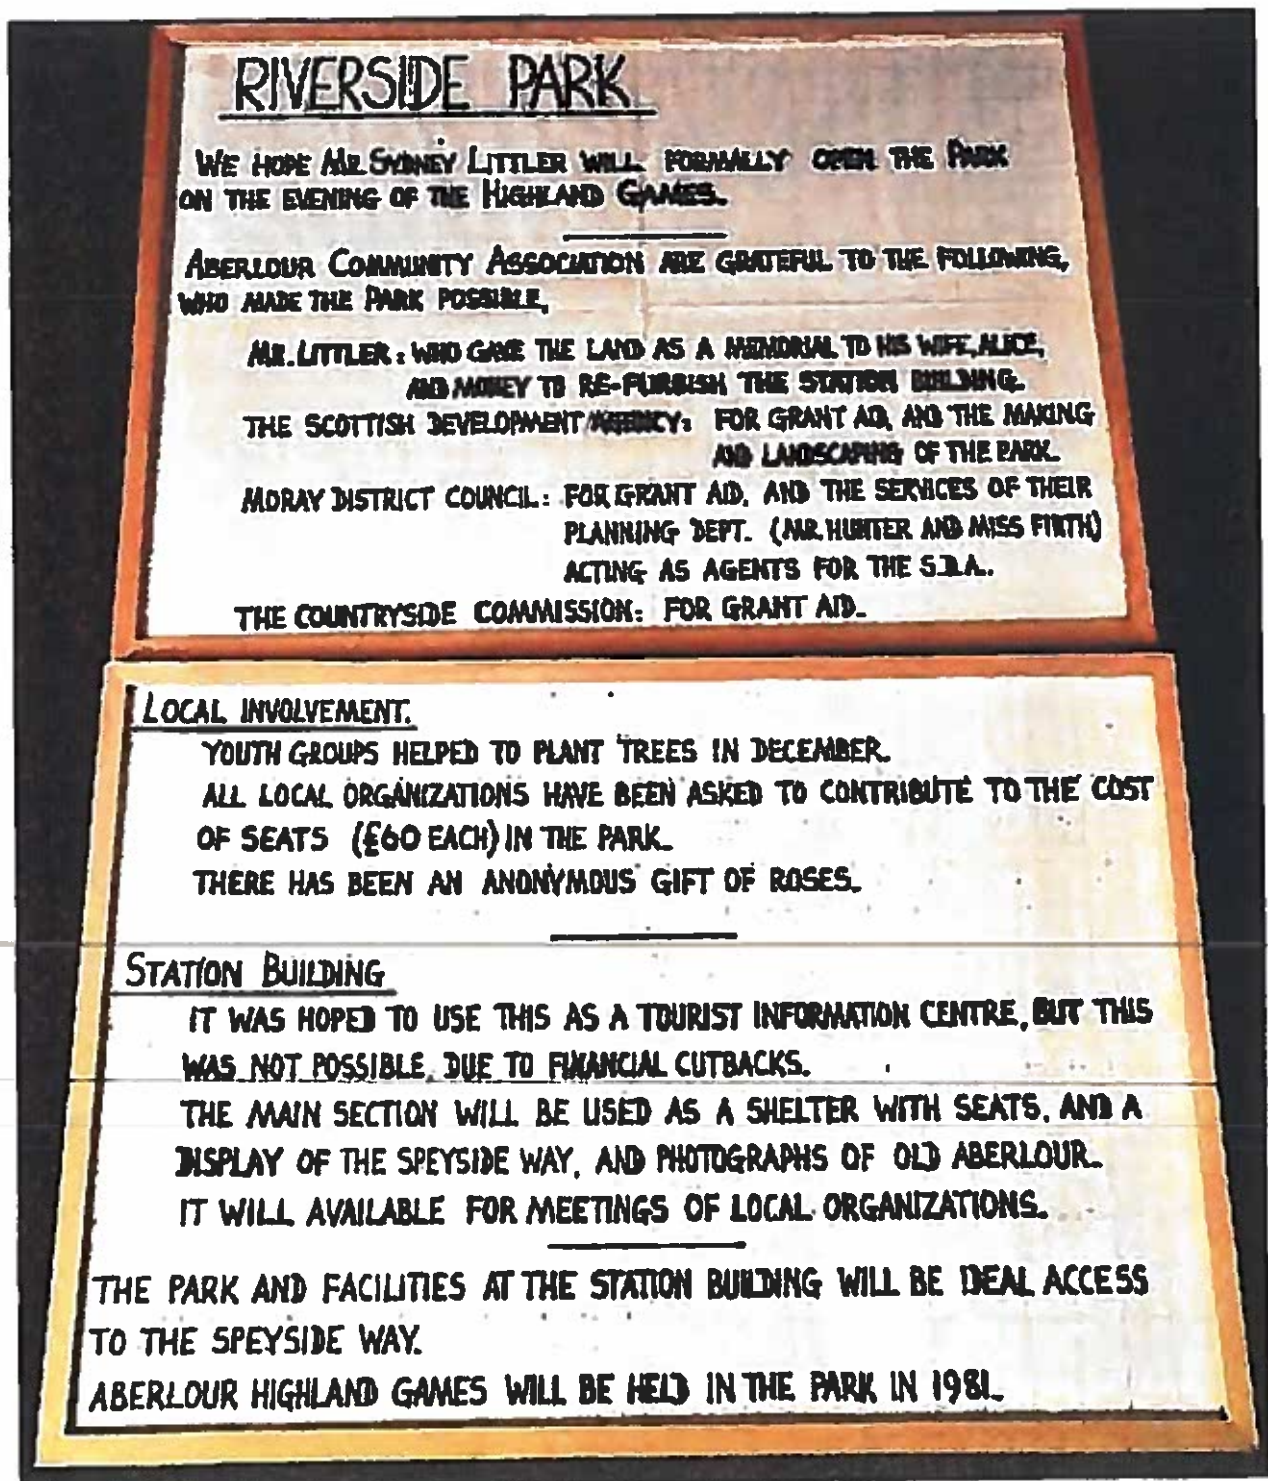 RIVERSIDE PARK
WE HOPE MR. SYDNEY LITTLER WILL FORMALLY OPEN THE PARK
ON THE EVENING OF THE HIGHLAND GAMES.
ABERLOUR COMMUNITY ASSOCIATION ARE GRATEFUL TO THE FOLLOWING,
WHO MADE THE PARK POSSIBLE,
MR. LITTLER: WHO GAVE THE LAND AS A MEMORIAL TO HIS WIFE, ALICE,
AND MONEY TO RE-FURBISH THE STATION BUILDING.
THE SCOTTISH DEVELOPMENT AGENCY: FOR GRANT AID, AND THE MAKING
AND LANDSCAPING OF THE PARK.
MORAY DISTRICT COUNCIL: FOR GRANT AID, AND THE SERVICES OF THEIR
PLANNING DEPT. (MR. HUNTER AND MISS FIRTH)
ACTING AS AGENTS FOR THE S.D.A..
THE COUNTRYSIDE COMMISSION: FOR GRANT AID.
LOCAL INVOLVEMENT.
YOUTH GROUPS HELPED TO PLANT TREES IN DECEMBER.
ALL LOCAL ORGANIZATIONS HAVE BEEN ASKED TO CONTRIBUTE TO THE COST
OF SEATS (£60 EACH) IN THE PARK.
THERE HAS BEEN AN ANONYMOUS GIFT OF ROSES.
STATION BUILDING
IT WAS HOPED TO USE THIS AS A TOURIST INFORMATION CENTRE, BUT THIS
WAS NOT POSSIBLE, DUE TO FINANCIAL CUTBACKS.
THE MAIN SECTION WILL BE USED AS A SHELTER WITH SEATS, AND A
DISPLAY OF THE SPEYSIDE WAY, AND PHOTOGRAPHS OF OLD ABERLOUR.
IT WILL AVAILABLE FOR MEETINGS OF LOCAL ORGANIZATIONS.
THE PARK AND FACILITIES AT THE STATION BUILDING WILL BE IDEAL ACCESS
TO THE SPEYSIDE WAY.
ABERLOUR HIGHLAND GAMES WILL BE HELD IN THE PARK IN 1981.